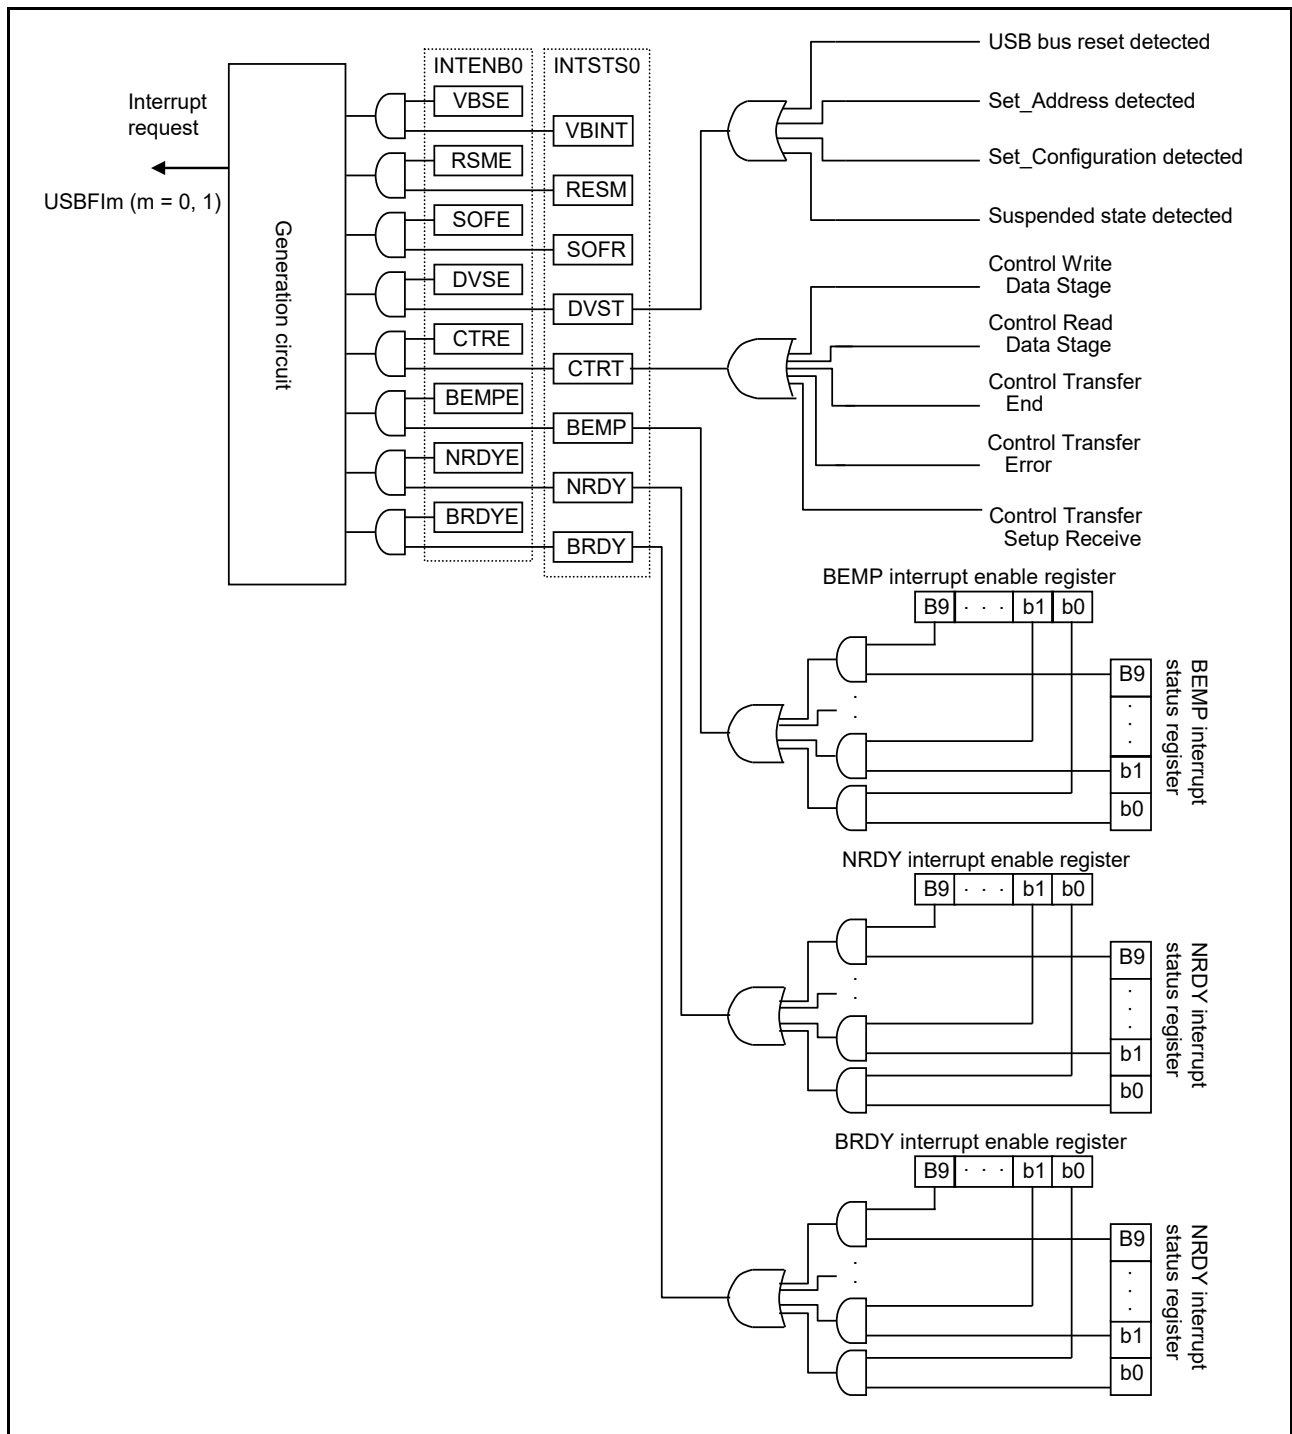 Interrupt
request
USBFIm (m = 0, 1)
Generation circuit
INTENB0
VBSE
RSME
SOFE
DVSE
CTRE
BEMPE
NRDYE
BRDYE
INTSTS0
VBINT
RESM
SOFR
DVST
CTRT
BEMP
NRDY
BRDY
USB bus reset detected
Set_Address detected
Set_Configuration detected
Suspended state detected
Control Write
Data Stage
Control Read
Data Stage
Control Transfer
End
Control Transfer
Error
Control Transfer
Setup Receive
BEMP interrupt enable register
B9 · · · b1 b0
B9
·
·
·
b1
b0
BEMP interrupt
status register
NRDY interrupt enable register
B9 · · · b1 b0
B9
·
·
·
b1
b0
NRDY interrupt
status register
BRDY interrupt enable register
B9 · · · b1 b0
B9
·
·
·
b1
b0
NRDY interrupt
status register